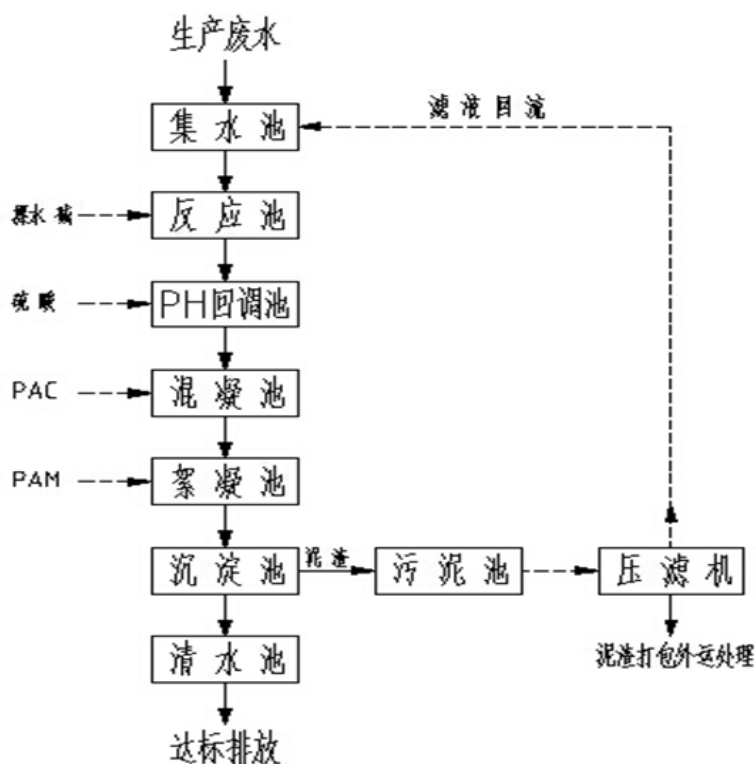 生产废水
集水池
滤液回流
反应池
漂水 碱
PH回调池
硫酸
混凝池
PAC
絮凝池
PAM
沉淀池
泥渣
污泥池
压滤机
清水池
泥渣打包外运处理
达标排放